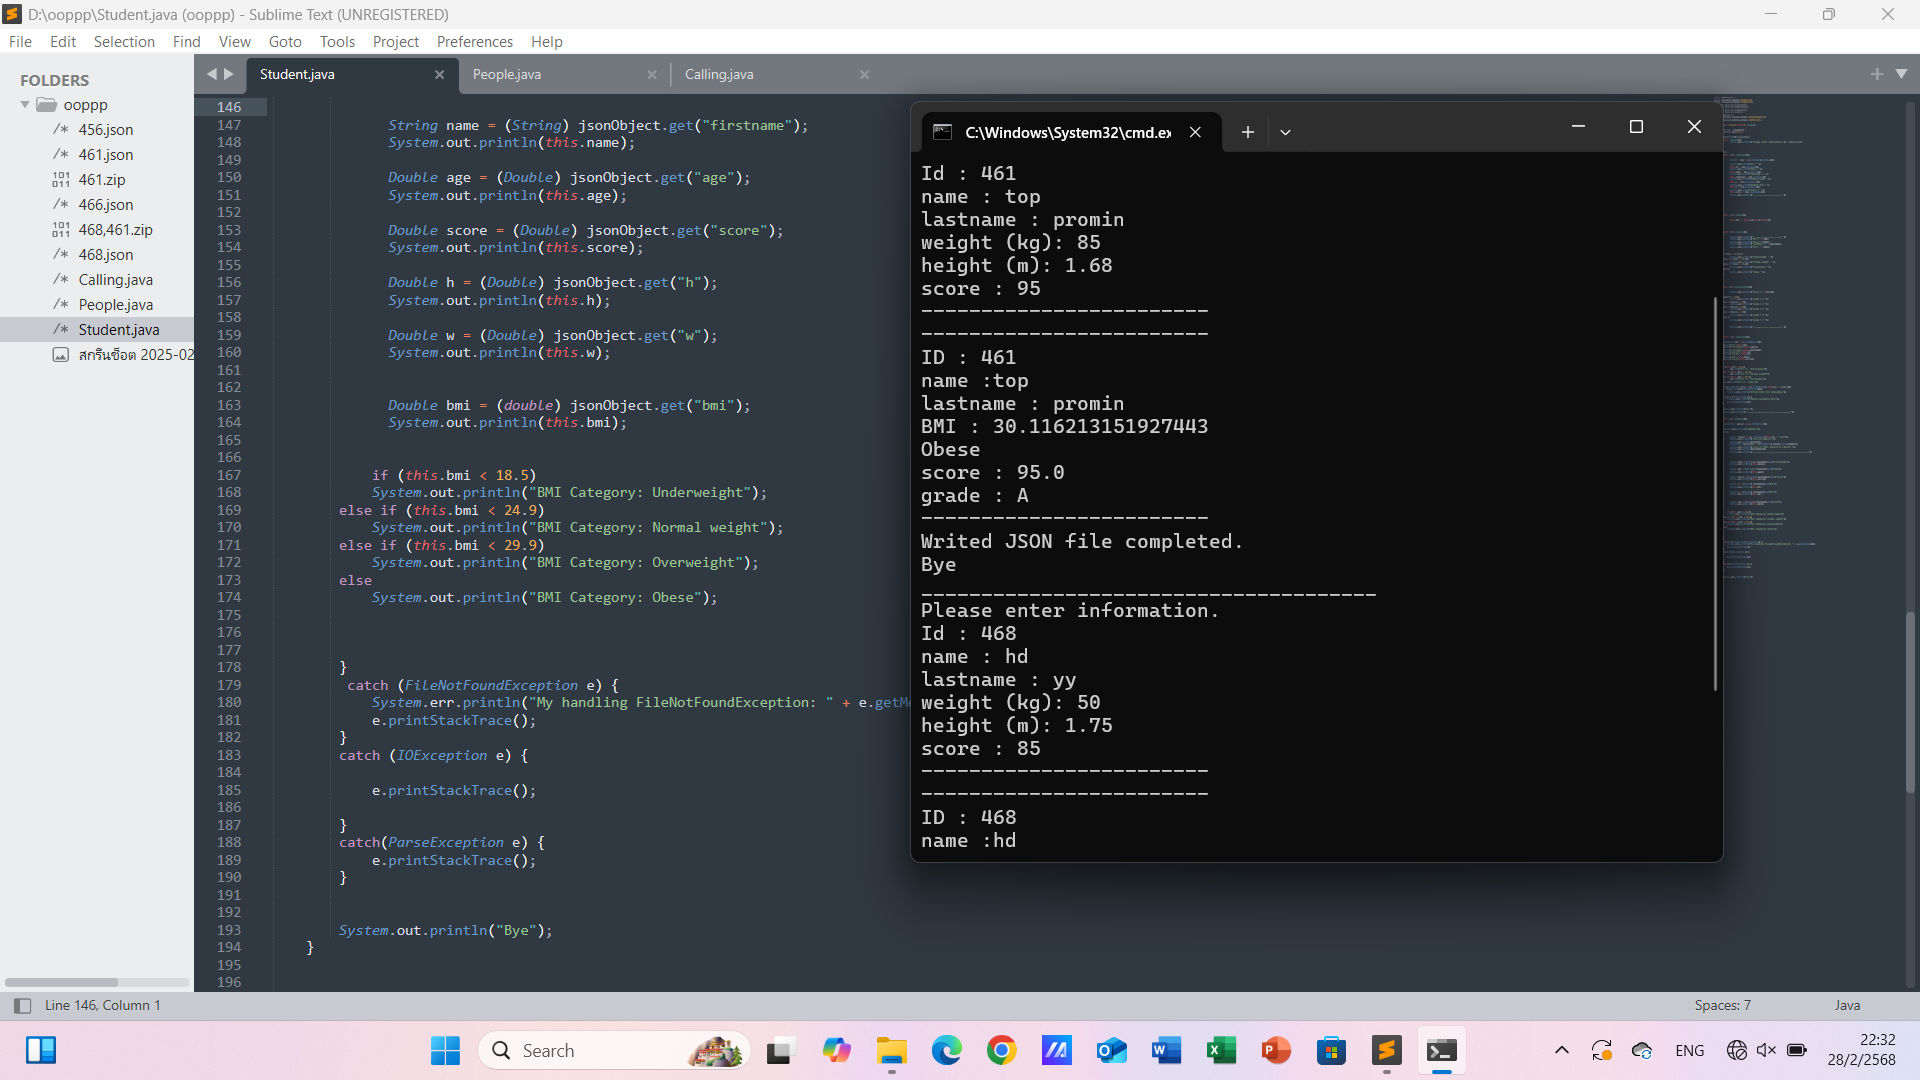 D:\ooppp\Student.java (ooppp) - Sublime Text (UNREGISTERED)
File Edit Selection Find View Goto Tools Project Preferences Help
FOLDERS
ooppp
/* 456.json
/* 461.json
461.zip
/* 466.json
468,461.zip
/* 468.json
/* Calling.java
/* People.java
/* Student.java
สกรีนช็อต 2025-02
Student.java
People.java
Calling.java
146
147 String name = (String) jsonObject.get("firstname");
148 System.out.println(this.name);
149
150 Double age = (Double) jsonObject.get("age");
151 System.out.println(this.age);
152
153 Double score = (Double) jsonObject.get("score");
154 System.out.println(this.score);
155
156 Double h = (Double) jsonObject.get("h");
157 System.out.println(this.h);
158
159 Double w = (Double) jsonObject.get("w");
160 System.out.println(this.w);
161
162
163 Double bmi = (double) jsonObject.get("bmi");
164 System.out.println(this.bmi);
165
166
167 if (this.bmi < 18.5)
168 System.out.println("BMI Category: Underweight");
169 else if (this.bmi < 24.9)
170 System.out.println("BMI Category: Normal weight");
171 else if (this.bmi < 29.9)
172 System.out.println("BMI Category: Overweight");
173 else
174 System.out.println("BMI Category: Obese");
175
176
177
178 }
179 catch (FileNotFoundException e) {
180 System.err.println("My handling FileNotFoundException: " + e.getM
181 e.printStackTrace();
182 }
183 catch (IOException e) {
184
185 e.printStackTrace();
186
187 }
188 catch(ParseException e) {
189 e.printStackTrace();
190 }
191
192
193 System.out.println("Bye");
194 }
195
196
C:\Windows\System32\cmd.ex
Id : 461
name : top
lastname : promin
weight (kg): 85
height (m): 1.68
score : 95
------------------------
------------------------
ID : 461
name :top
lastname : promin
BMI : 30.116213151927443
Obese
score : 95.0
grade : A
------------------------
Writed JSON file completed.
Bye
______________________________________
Please enter information.
Id : 468
name : hd
lastname : yy
weight (kg): 50
height (m): 1.75
score : 85
------------------------
------------------------
ID : 468
name :hd
Line 146, Column 1
Spaces: 7
Java
Search
ENG
22:32
28/2/2568